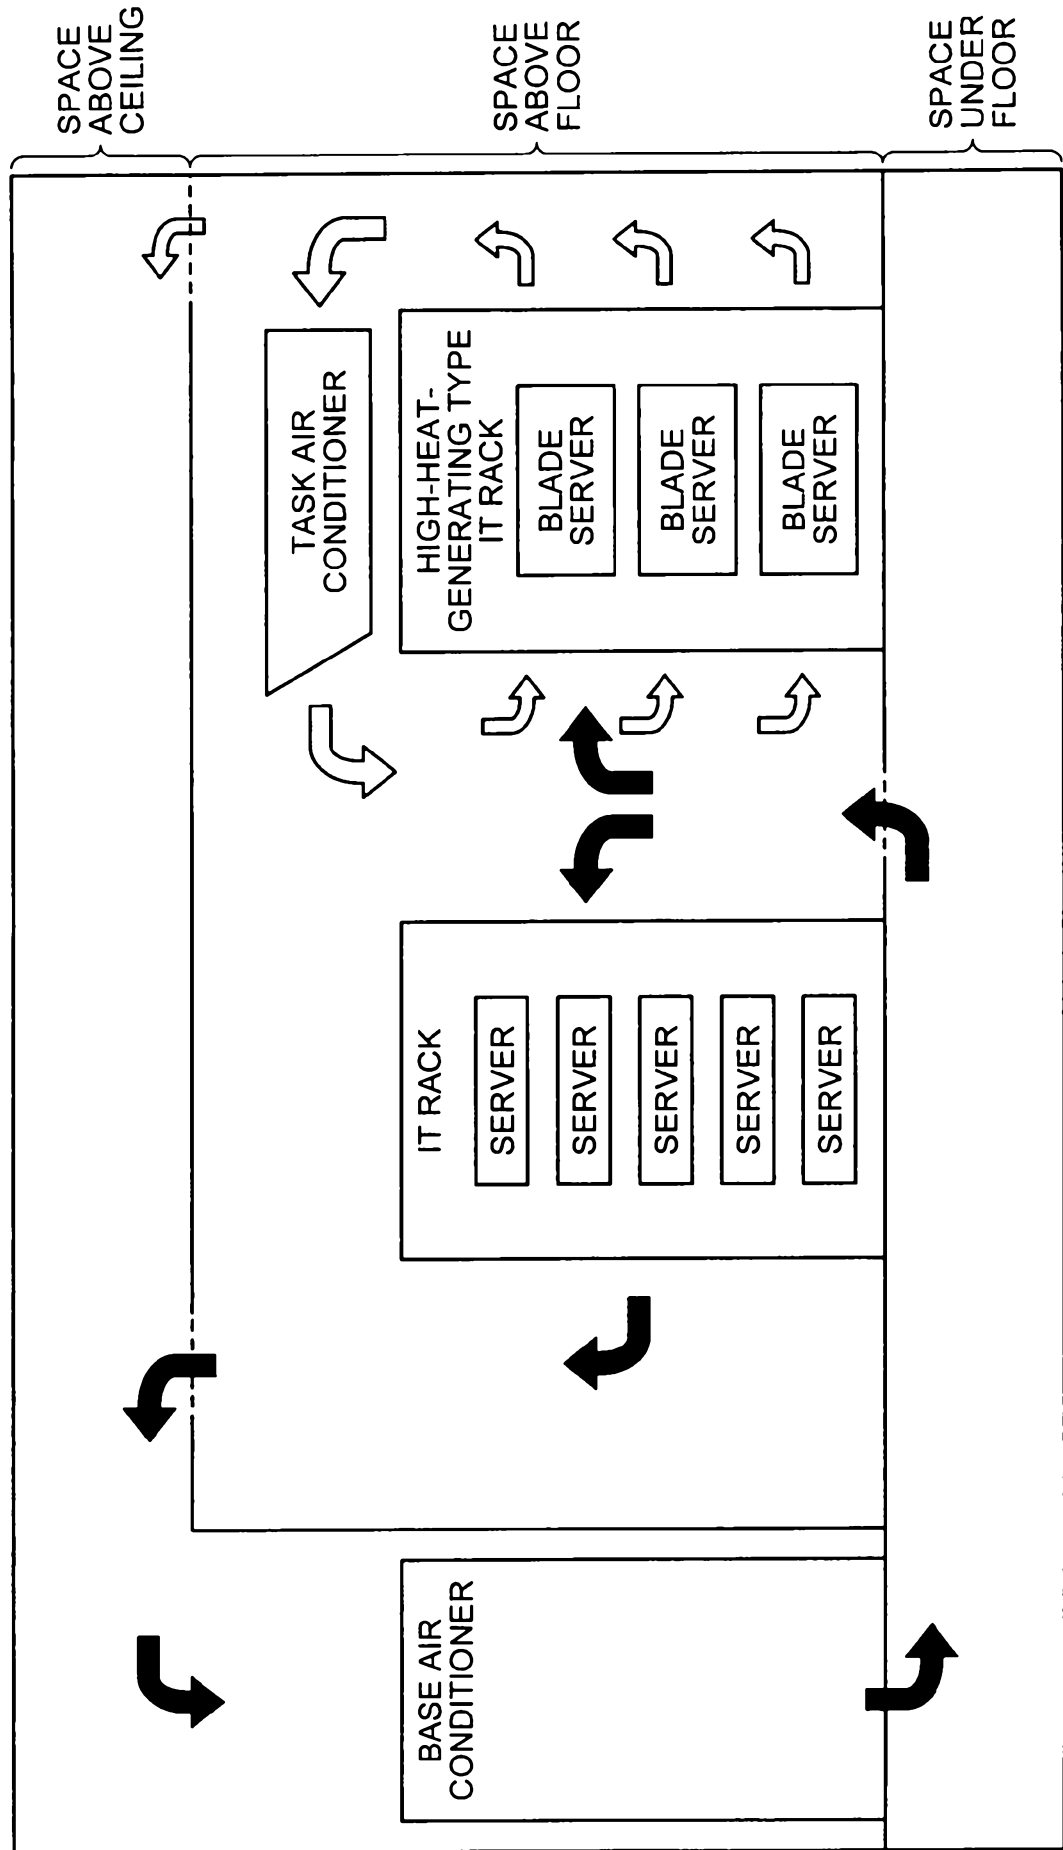 SPACE
ABOVE
CEILING
SPACE
ABOVE
FLOOR
SPACE
UNDER
FLOOR
BASE AIR
CONDITIONER
IT RACK
SERVER
SERVER
SERVER
SERVER
SERVER
TASK AIR
CONDITIONER
HIGH-HEAT-
GENERATING TYPE
IT RACK
BLADE
SERVER
BLADE
SERVER
BLADE
SERVER